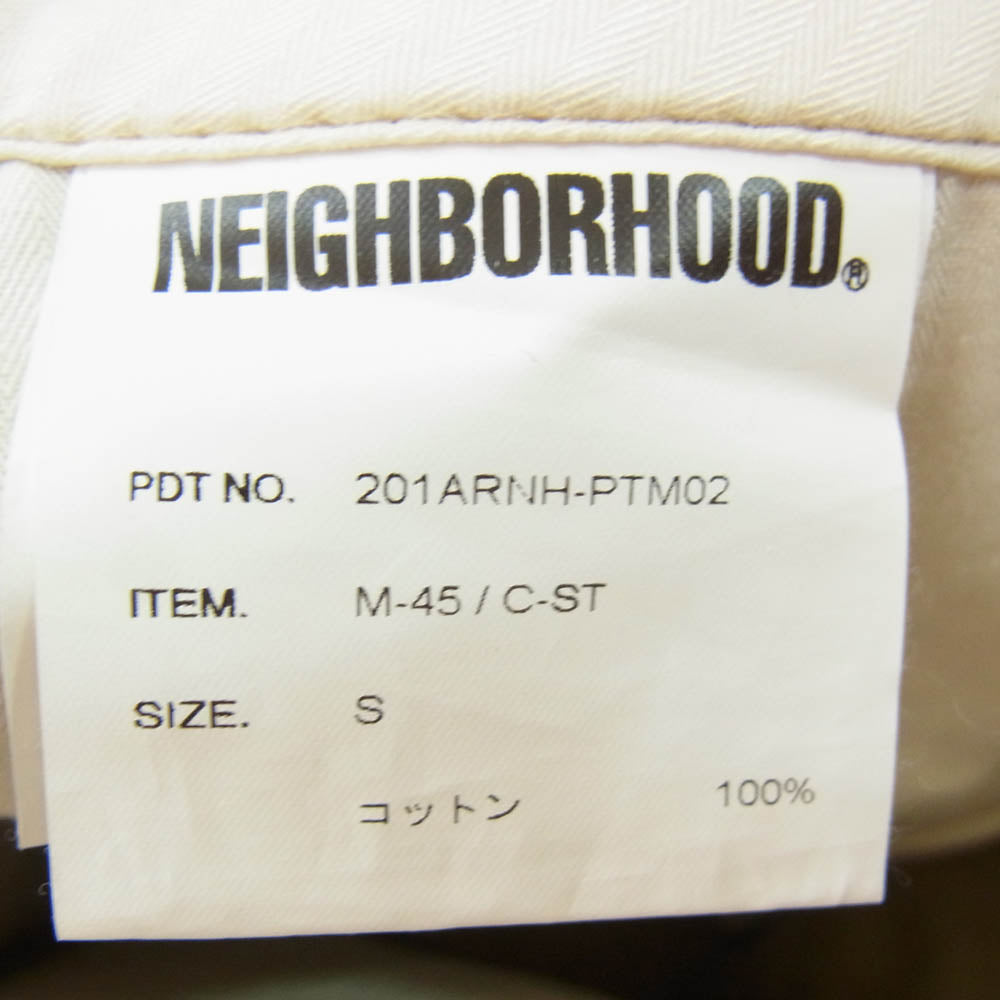 NEIGHBORHOOD®
PDT NO. 201ARNH-PTM02
ITEM. M-45 / C-ST
SIZE. S
コットン 100%